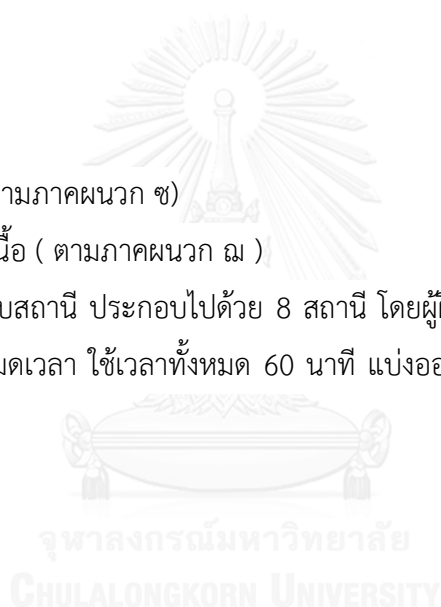 ามภาคผนวก ซ)
นื้อ ( ตามภาคผนวก ฌ )
บสถานี ประกอบไปด้วย 8 สถานี โดยผู้
มดเวลา ใช้เวลาทั้งหมด 60 นาที แบ่งออ
จุฬาลงกรณ์มหาวิทยาลัย
CHULALONGKORN UNIVERSITY